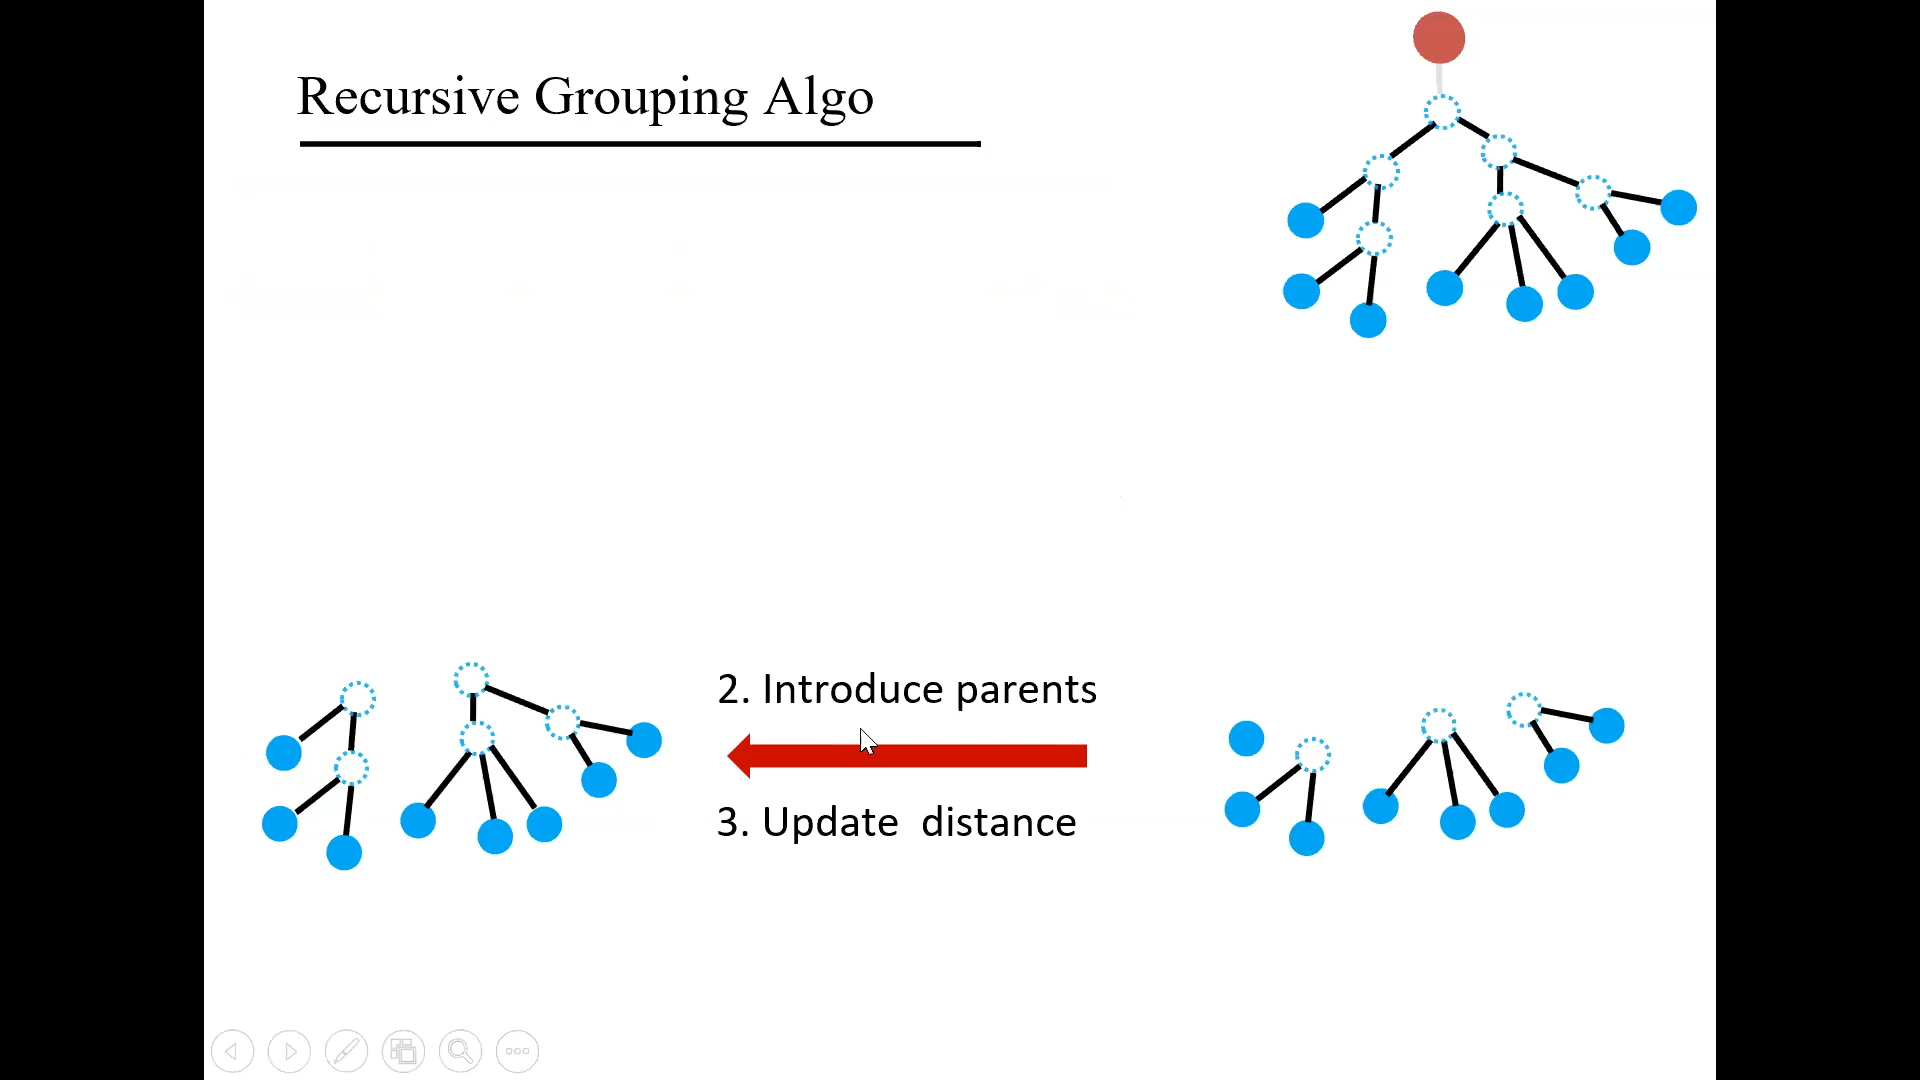 Recursive Grouping Algo
2. Introduce parents
3. Update distance